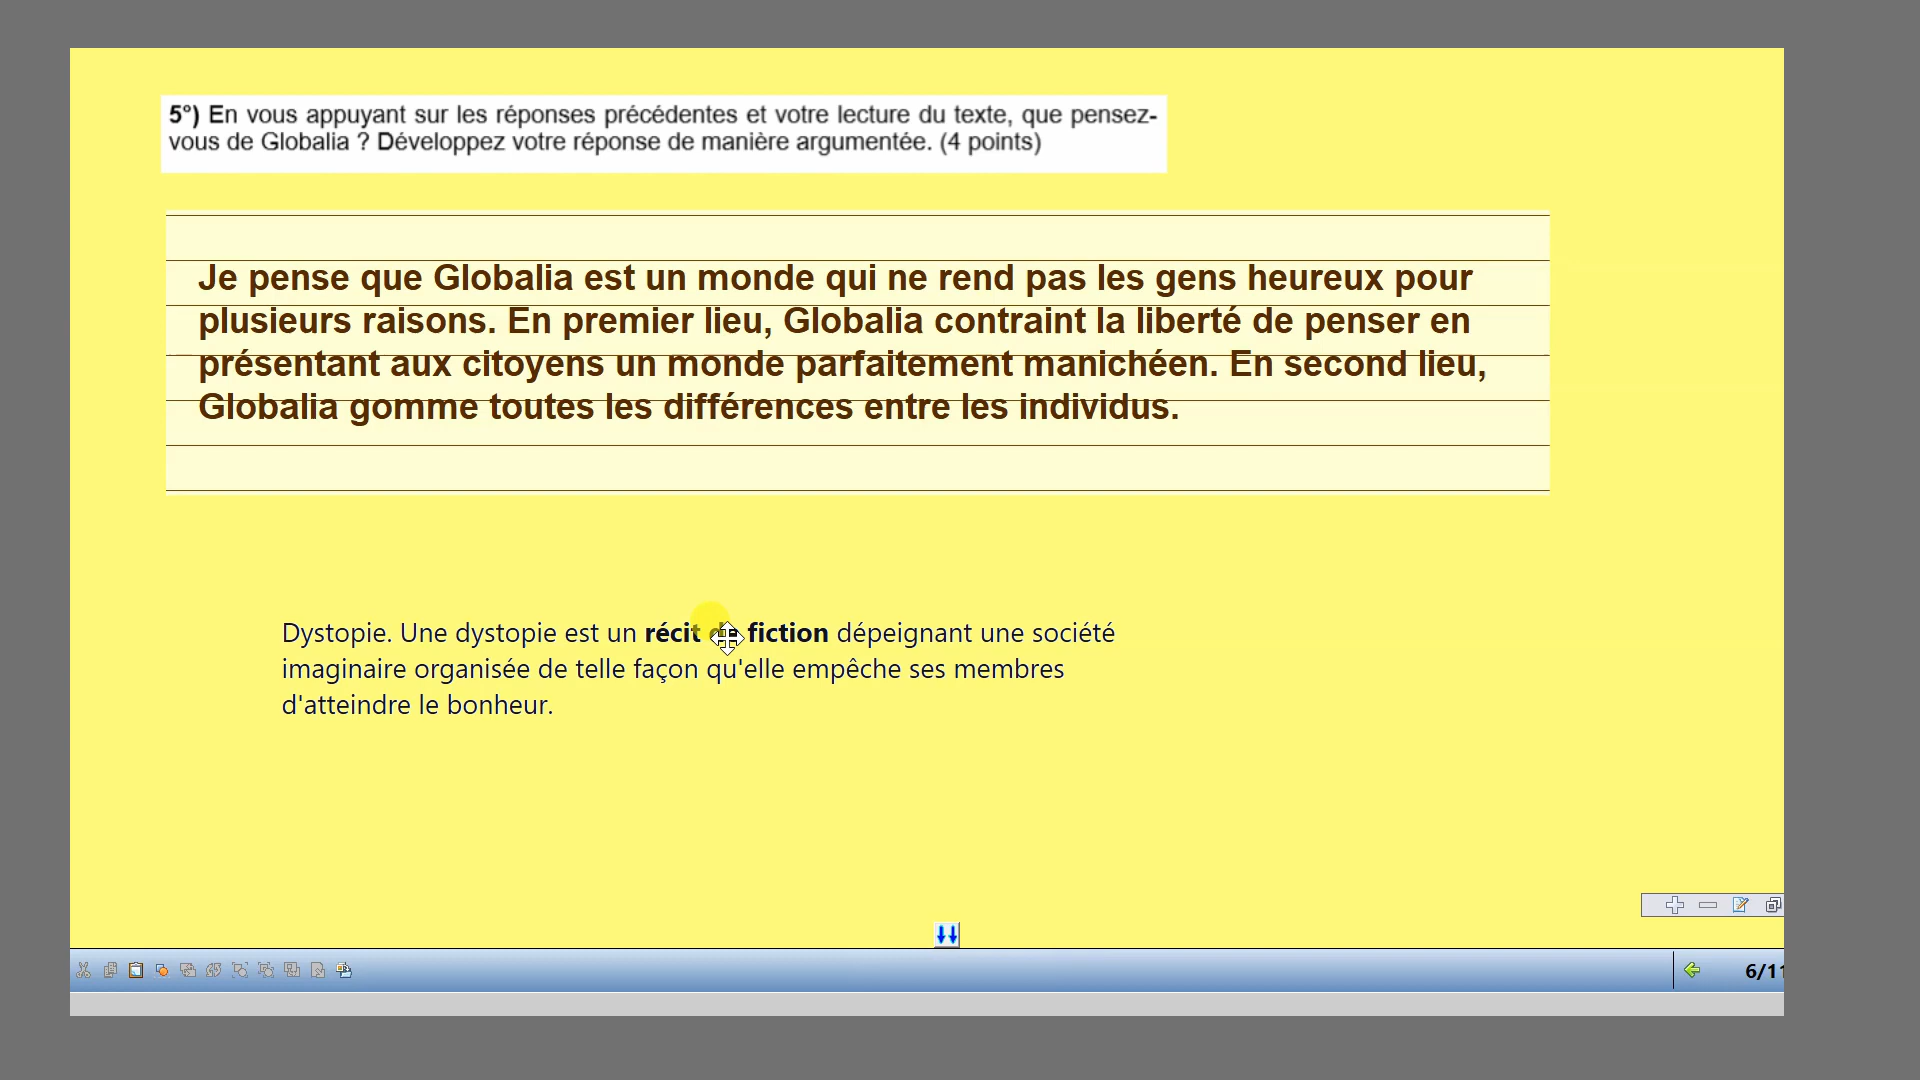 5°) En vous appuyant sur les réponses précédentes et votre lecture du texte, que pensez-
vous de Globalia ? Développez votre réponse de manière argumentée. (4 points)
Je pense que Globalia est un monde qui ne rend pas les gens heureux pour
plusieurs raisons. En premier lieu, Globalia contraint la liberté de penser en
présentant aux citoyens un monde parfaitement manichéen. En second lieu,
Globalia gomme toutes les différences entre les individus.
Dystopie. Une dystopie est un récit de fiction dépeignant une société
imaginaire organisée de telle façon qu'elle empêche ses membres
d'atteindre le bonheur.
6/11